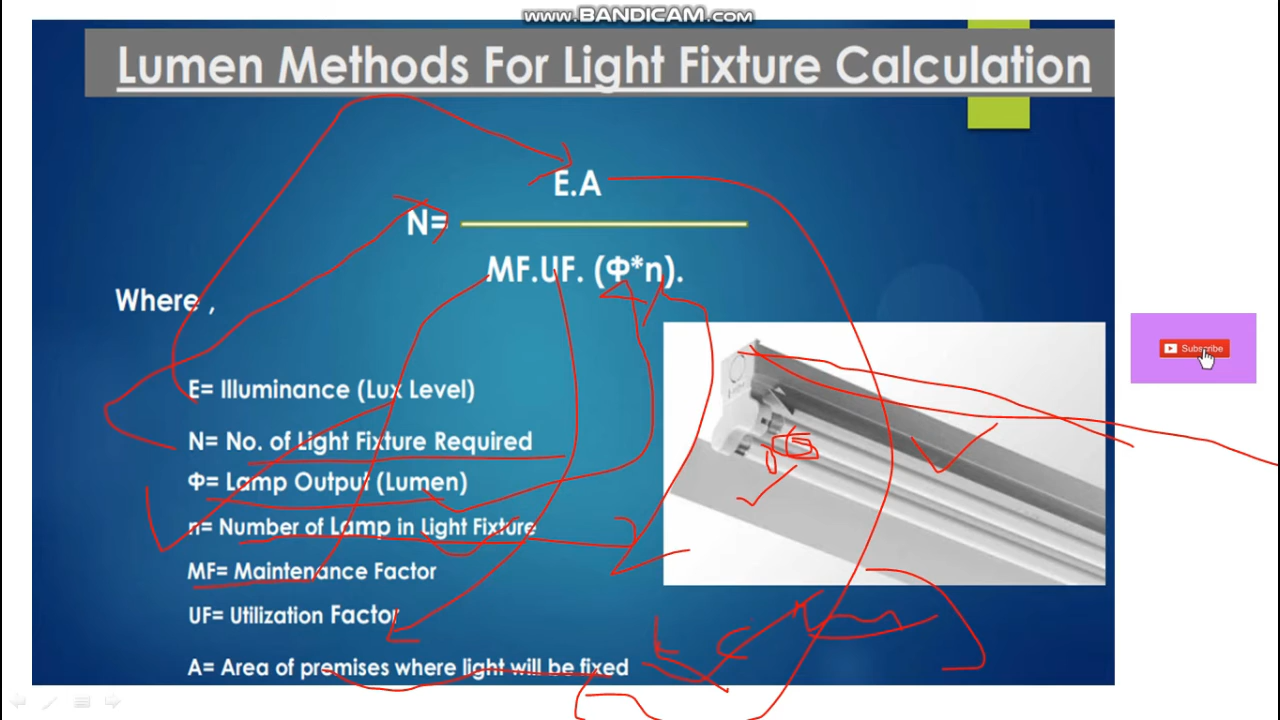 www.BANDICAM.com
Lumen Methods For Light Fixture Calculation
E.A
N=
MF.UF. (Φ*n).
Where ,
E= Illuminance (Lux Level)
N= No. of Light Fixture Required
Φ= Lamp Output (Lumen)
n= Number of Lamp in Light Fixture
MF= Maintenance Factor
UF= Utilization Factor
A= Area of premises where light will be fixed
Subscribe